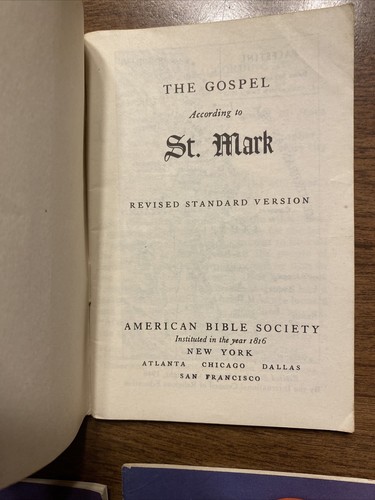 THE GOSPEL
According to
St. Mark
REVISED STANDARD VERSION
AMERICAN BIBLE SOCIETY
Instituted in the year 1816
NEW YORK
ATLANTA CHICAGO DALLAS
SAN FRANCISCO